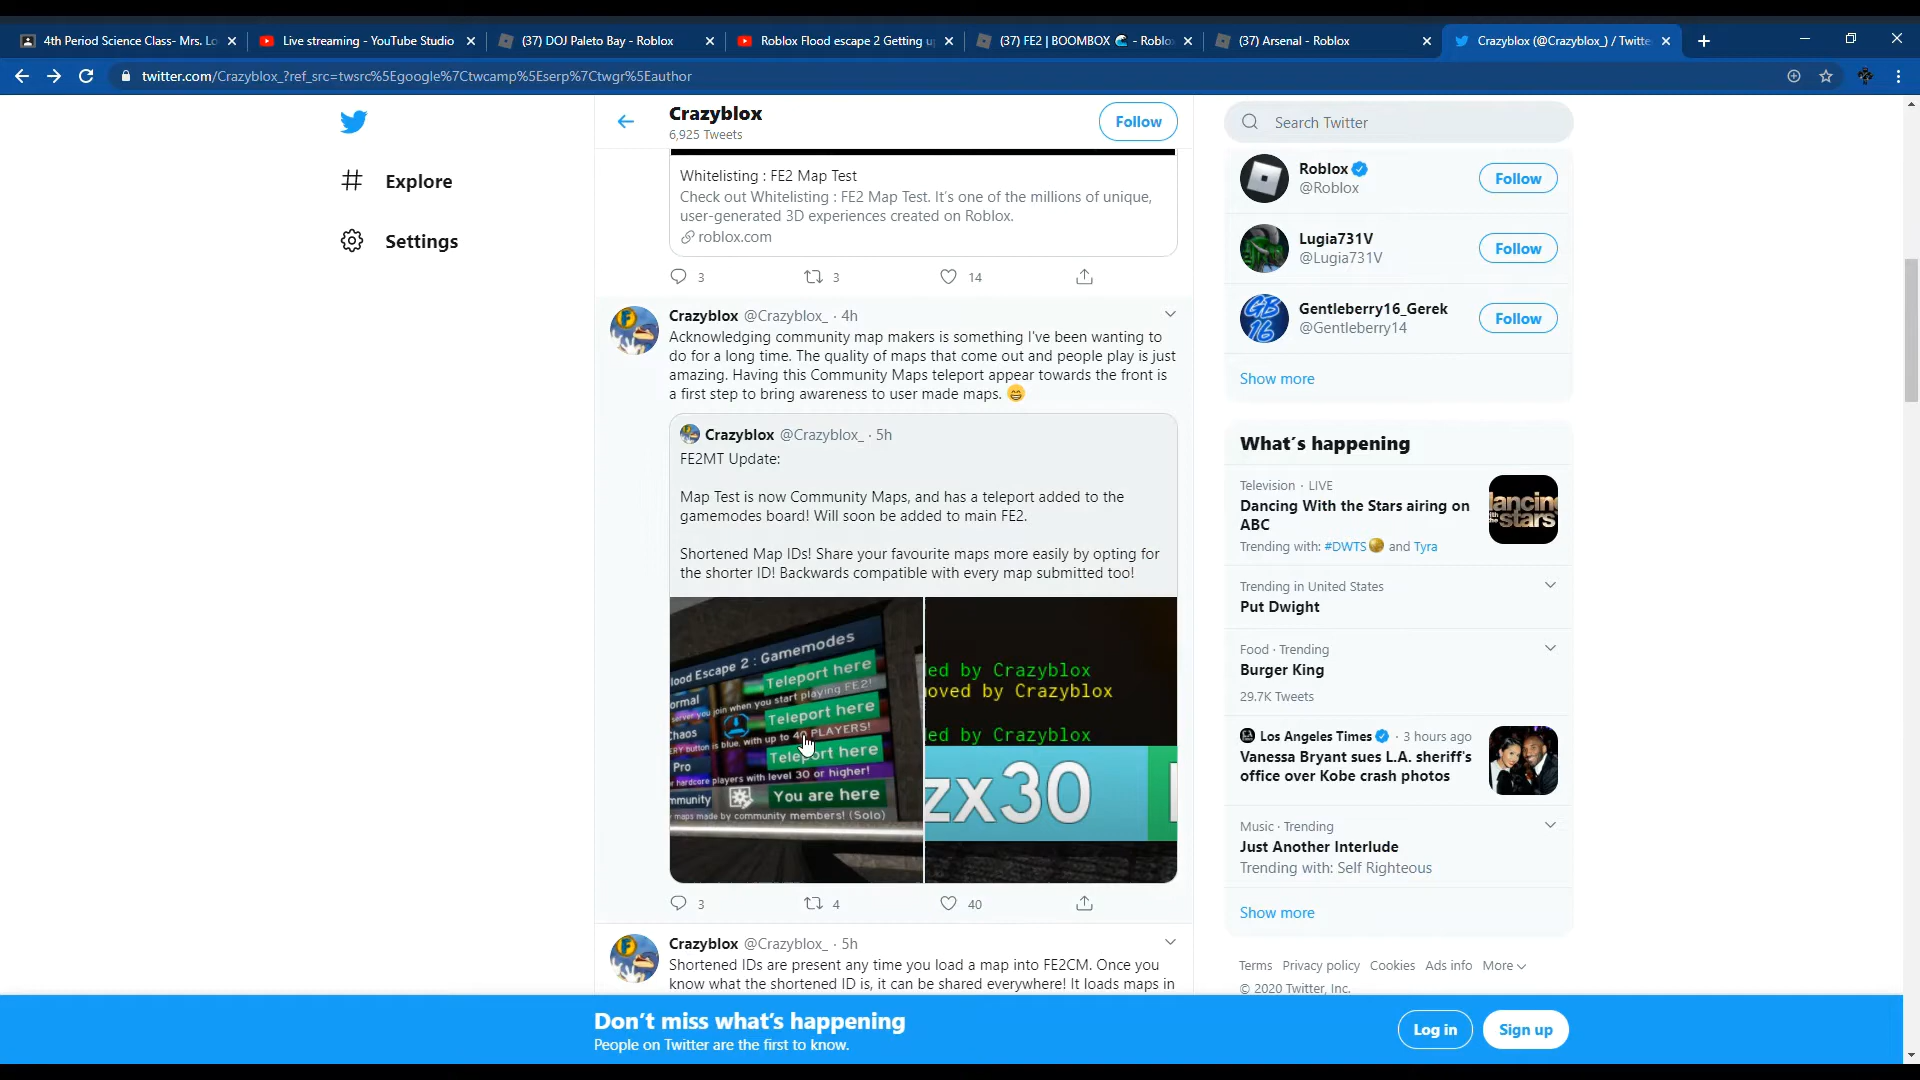 4th Period Science Class- Mrs. Lo
Live streaming - YouTube Studio
(37) DOJ Paleto Bay - Roblox
Roblox Flood escape 2 Getting u
(37) FE2 | BOOMBOX 🌊 - Roblo
(37) Arsenal - Roblox
Crazyblox (@Crazyblox_) / Twitte
twitter.com/Crazyblox_?ref_src=twsrc%5Egoogle%7Ctwcamp%5Eserp%7Ctwgr%5Eauthor
Explore
Settings
Crazyblox
6,925 Tweets
Follow
Whitelisting : FE2 Map Test
Check out Whitelisting : FE2 Map Test. It's one of the millions of unique,
user-generated 3D experiences created on Roblox.
roblox.com
3 3 14
Crazyblox @Crazyblox_ · 4h
Acknowledging community map makers is something I've been wanting to
do for a long time. The quality of maps that come out and people play is just
amazing. Having this Community Maps teleport appear towards the front is
a first step to bring awareness to user made maps. 😁
Crazyblox @Crazyblox_ · 5h
FE2MT Update:
Map Test is now Community Maps, and has a teleport added to the
gamemodes board! Will soon be added to main FE2.
Shortened Map IDs! Share your favourite maps more easily by opting for
the shorter ID! Backwards compatible with every map submitted too!
lood Escape 2 : Gamemodes
ormal
Teleport here
server you join when you start playing FE2!
haos
Teleport here
ERY button is blue, with up to 40 PLAYERS!
Pro
Teleport here
hardcore players with level 30 or higher!
mmunity
You are here
maps made by community members! (Solo)
ed by Crazyblox
oved by Crazyblox
ed by Crazyblox
zx30
3 4 40
Crazyblox @Crazyblox_ · 5h
Shortened IDs are present any time you load a map into FE2CM. Once you
know what the shortened ID is, it can be shared everywhere! It loads maps in
Search Twitter
Roblox
@Roblox
Follow
Lugia731V
@Lugia731V
Follow
GB
16
Gentleberry16_Gerek
@Gentleberry14
Follow
Show more
What's happening
Television · LIVE
Dancing With the Stars airing on
ABC
Trending with: #DWTS and Tyra
dancing
with the
stars
Trending in United States
Put Dwight
Food · Trending
Burger King
29.7K Tweets
Los Angeles Times · 3 hours ago
Vanessa Bryant sues L.A. sheriff's
office over Kobe crash photos
Music · Trending
Just Another Interlude
Trending with: Self Righteous
Show more
Terms Privacy policy Cookies Ads info More
© 2020 Twitter, Inc.
Don't miss what's happening
People on Twitter are the first to know.
Log in
Sign up